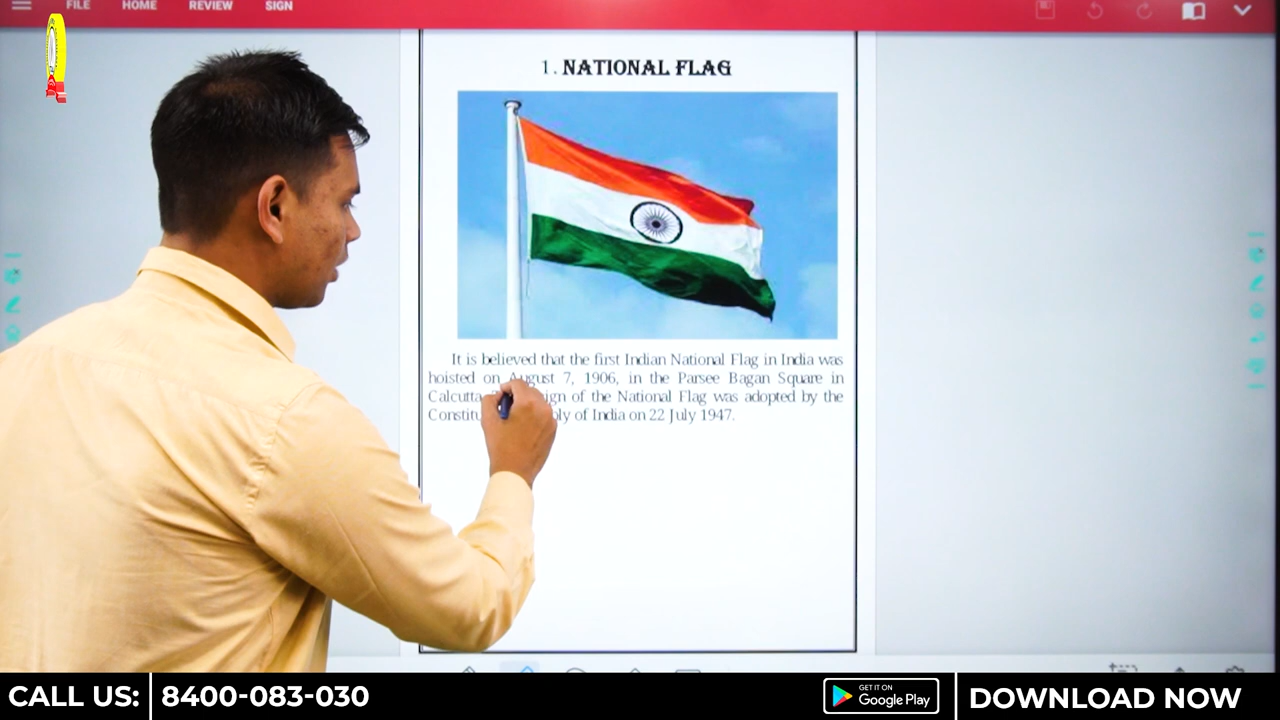 FILE HOME REVIEW SIGN
1. NATIONAL FLAG
It is believed that the first Indian National Flag in India was
hoisted on August 7, 1906, in the Parsee Bagan Square in
Calcutta. ign of the National Flag was adopted by the
Constitu bly of India on 22 July 1947.
CALL US: 8400-083-030
GET IT ON
Google Play
DOWNLOAD NOW